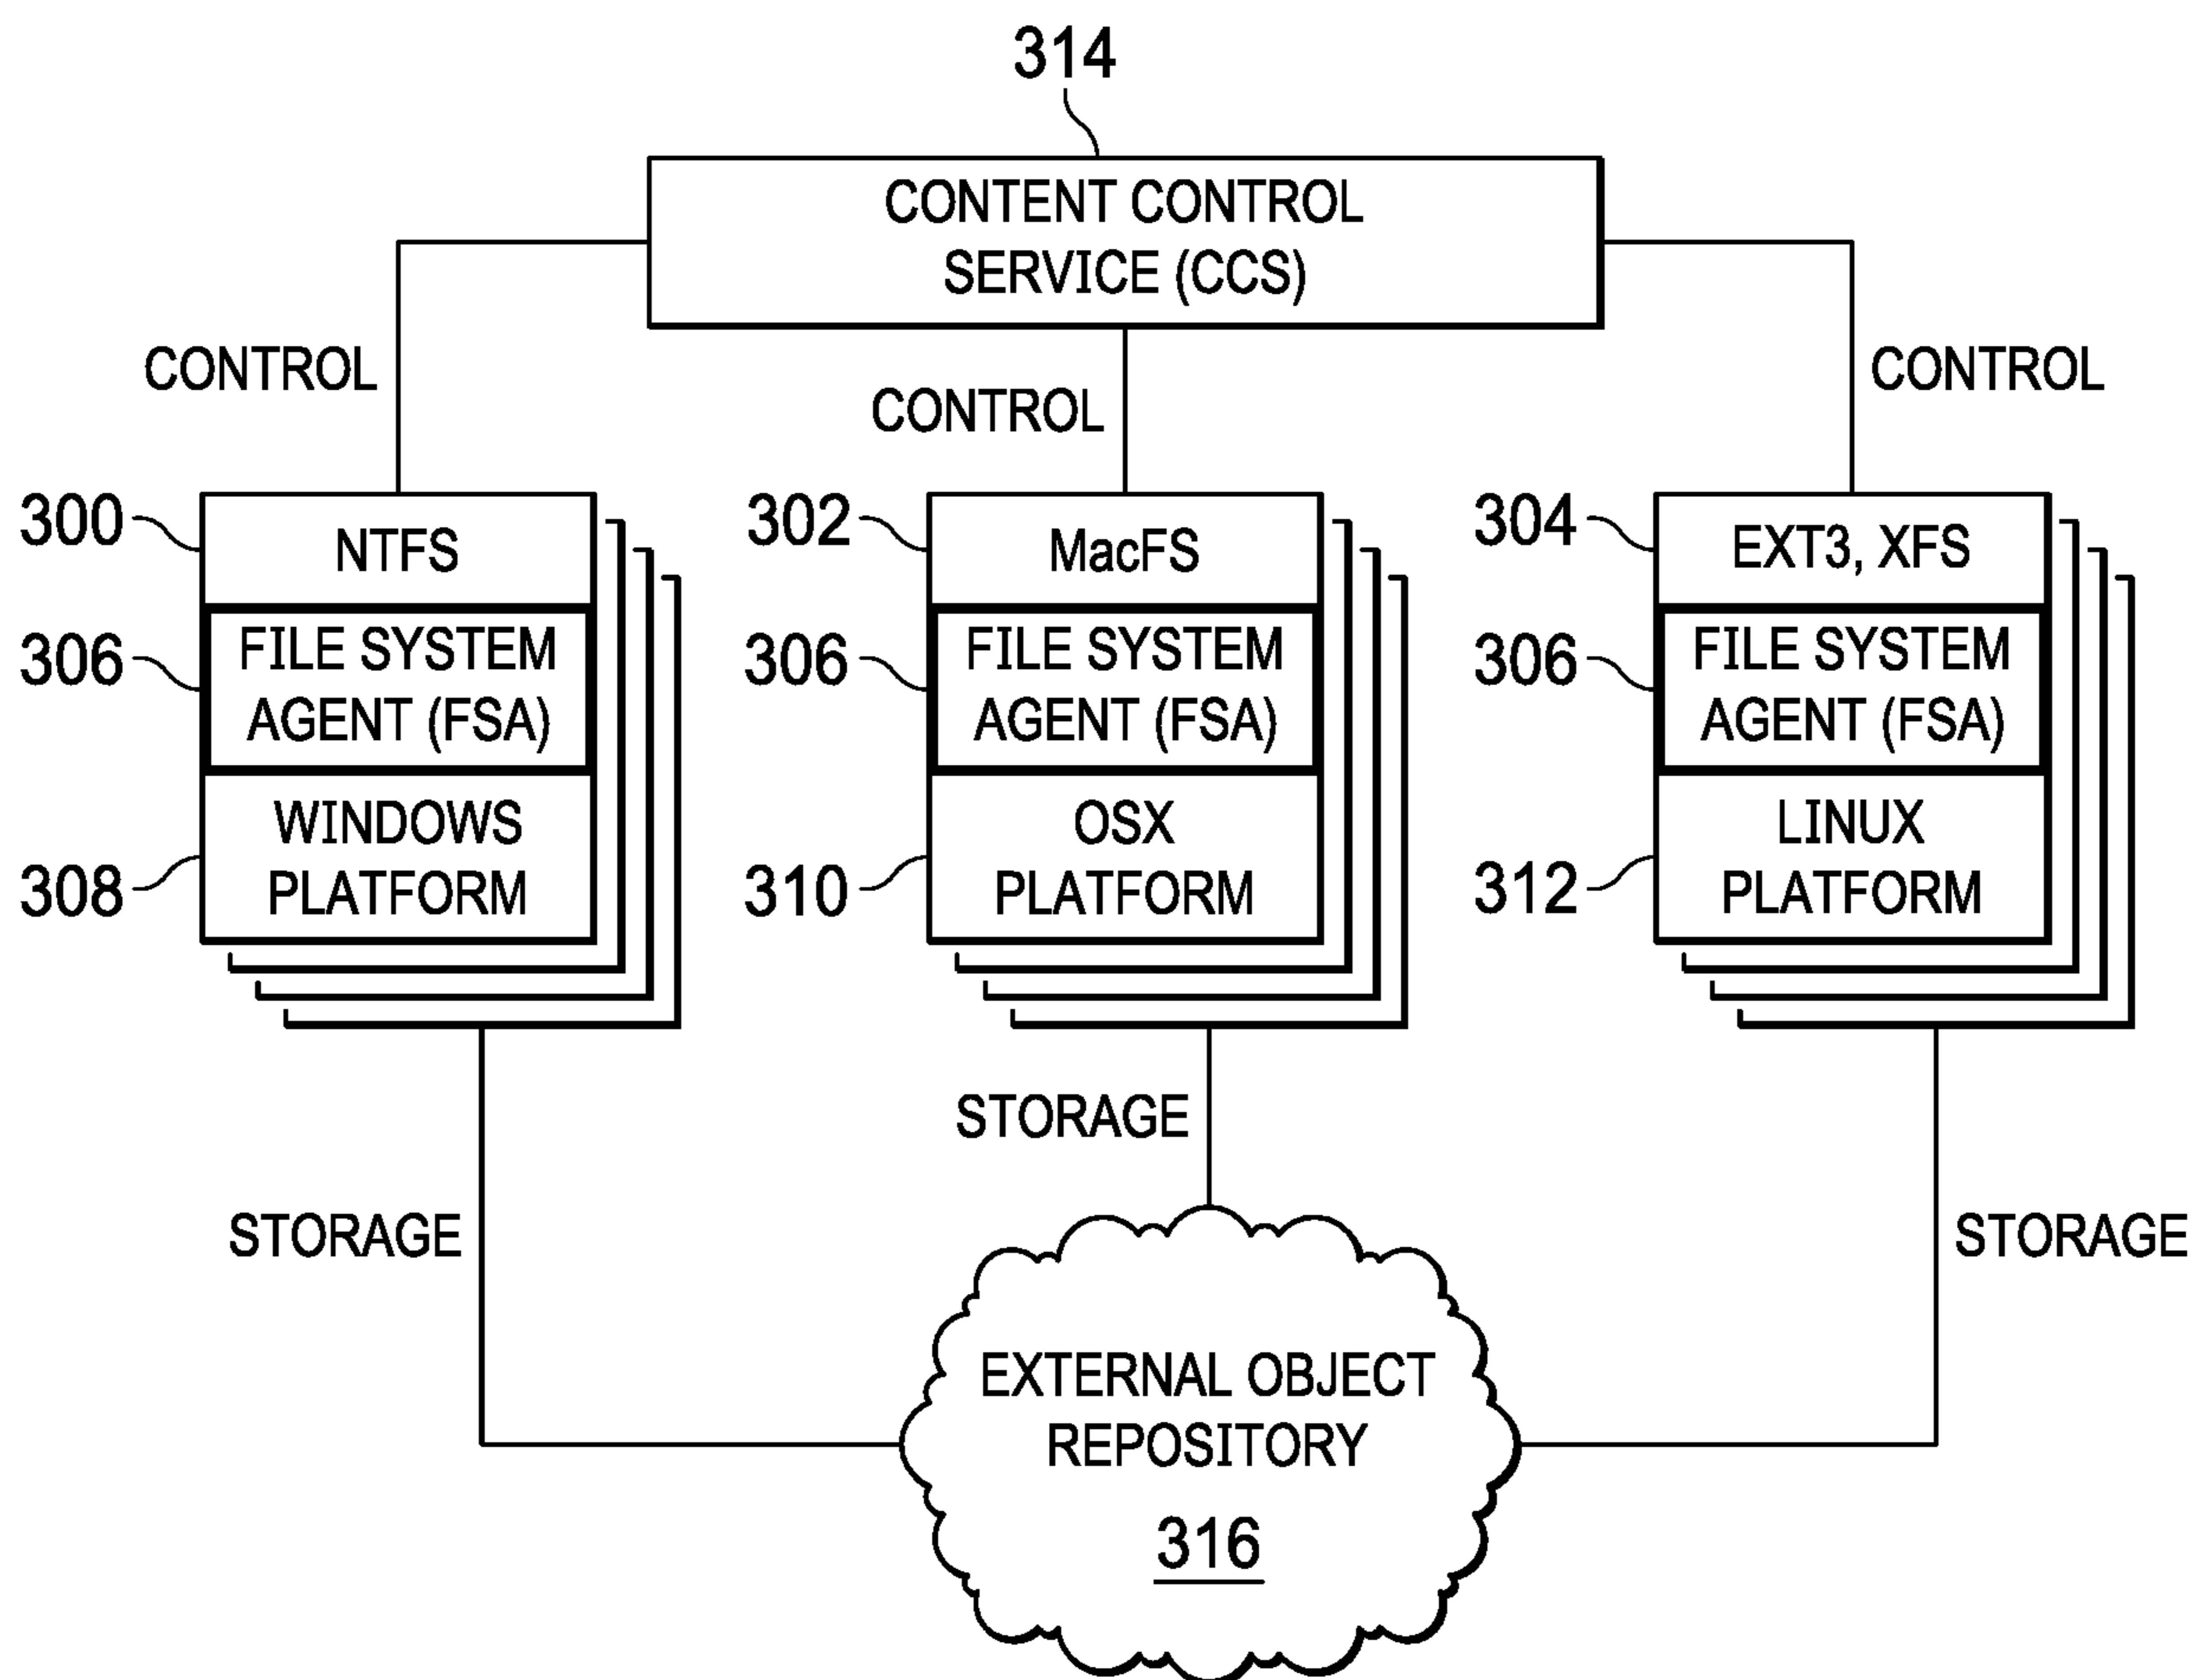 314
CONTENT CONTROL
SERVICE (CCS)
CONTROL
CONTROL
CONTROL
300
NTFS
302
MacFS
304
EXT3, XFS
306
FILE SYSTEM
AGENT (FSA)
306
FILE SYSTEM
AGENT (FSA)
306
FILE SYSTEM
AGENT (FSA)
308
WINDOWS
PLATFORM
310
OSX
PLATFORM
312
LINUX
PLATFORM
STORAGE
STORAGE
STORAGE
EXTERNAL OBJECT
REPOSITORY
316